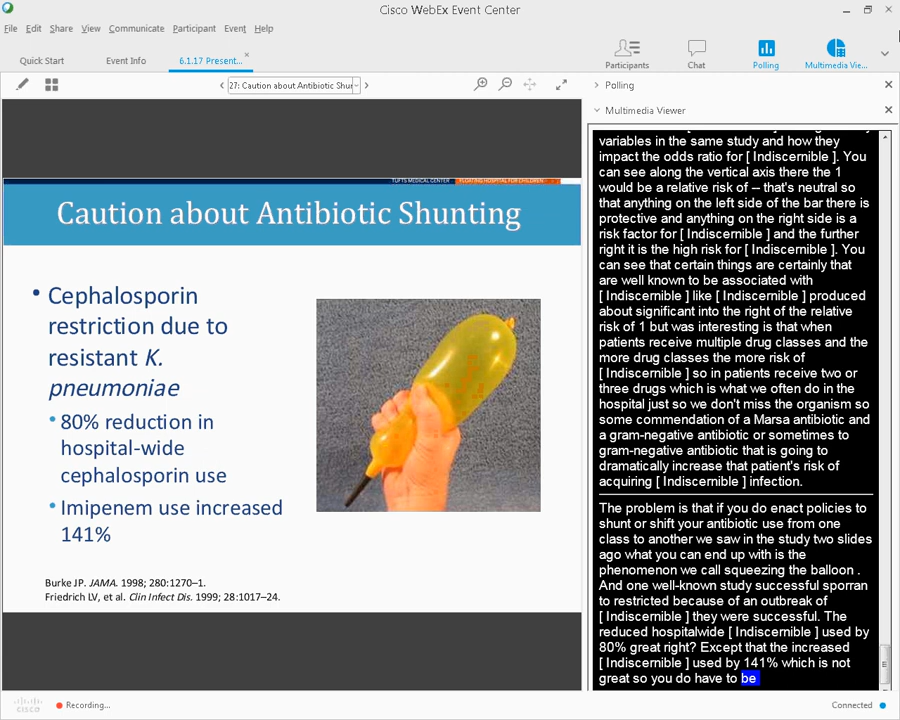 Cisco WebEx Event Center
File Edit Share View Communicate Participant Event Help
Quick Start Event Info 6.1.17 Present...
Participants Chat Polling Multimedia Vie...
27: Caution about Antibiotic Shun
Polling
Multimedia Viewer
TUFTS MEDICAL CENTER FLOATING HOSPITAL FOR CHILDREN
Caution about Antibiotic Shunting
• Cephalosporin
restriction due to
resistant K.
pneumoniae
• 80% reduction in
hospital-wide
cephalosporin use
• Imipenem use increased
141%
Burke JP. JAMA. 1998; 280:1270–1.
Friedrich LV, et al. Clin Infect Dis. 1999; 28:1017–24.
variables in the same study and how they
impact the odds ratio for [ Indiscernible ]. You
can see along the vertical axis there the 1
would be a relative risk of – that's neutral so
that anything on the left side of the bar there is
protective and anything on the right side is a
risk factor for [ Indiscernible ] and the further
right it is the high risk for [ Indiscernible ]. You
can see that certain things are certainly that
are well known to be associated with
[ Indiscernible ] like [ Indiscernible ] produced
about significant into the right of the relative
risk of 1 but was interesting is that when
patients receive multiple drug classes and the
more drug classes the more risk of
[ Indiscernible ] so in patients receive two or
three drugs which is what we often do in the
hospital just so we don't miss the organism so
some commendation of a Marsa antibiotic and
a gram-negative antibiotic or sometimes to
gram-negative antibiotic that is going to
dramatically increase that patient's risk of
acquiring [ Indiscernible ] infection.
The problem is that if you do enact policies to
shunt or shift your antibiotic use from one
class to another we saw in the study two slides
ago what you can end up with is the
phenomenon we call squeezing the balloon .
And one well-known study successful sporran
to restricted because of an outbreak of
[ Indiscernible ] they were successful. The
reduced hospitalwide [ Indiscernible ] used by
80% great right? Except that the increased
[ Indiscernible ] used by 141% which is not
great so you do have to be
cisco
Recording...
Connected